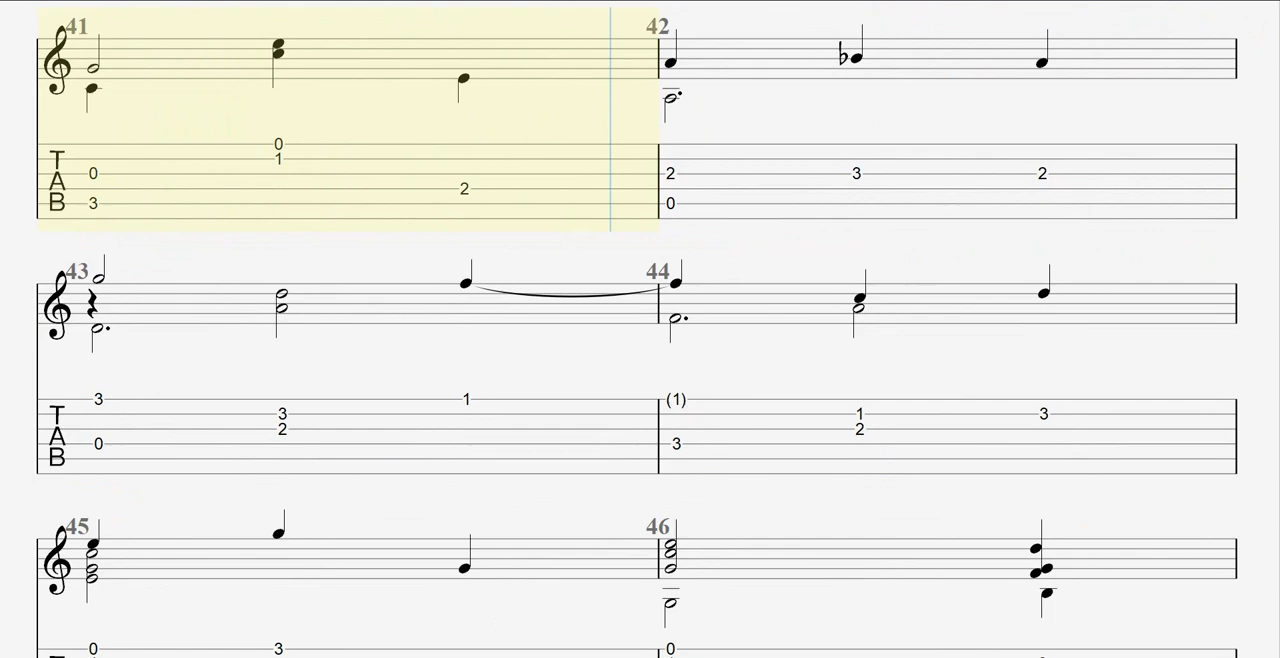 41 42
0
T 1
0 2 3 2
A 2
B 3 0
43 44
3 1 (1)
T 3 1 3
2 2
A 0 3
B
45 46
0 3 0